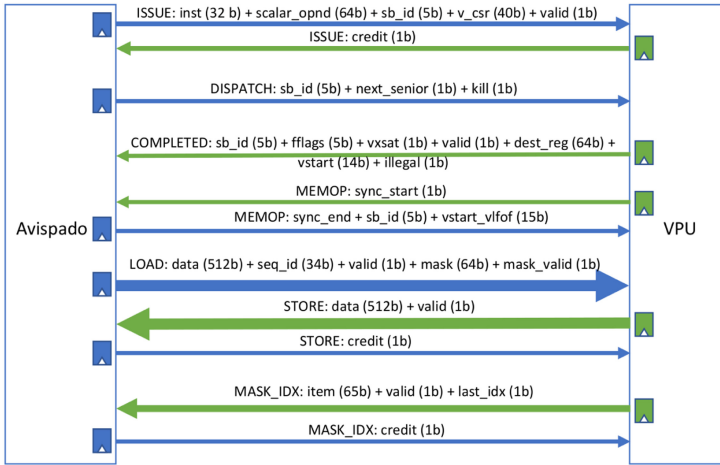 ISSUE: inst (32 b) + scalar_opnd (64b) + sb_id (5b) + v_csr (40b) + valid (1b)
ISSUE: credit (1b)
DISPATCH: sb_id (5b) + next_senior (1b) + kill (1b)
COMPLETED: sb_id (5b) + fflags (5b) + vxsat (1b) + valid (1b) + dest_reg (64b) +
vstart (14b) + illegal (1b)
MEMOP: sync_start (1b)
MEMOP: sync_end + sb_id (5b) + vstart_vlfof (15b)
Avispado
VPU
LOAD: data (512b) + seq_id (34b) + valid (1b) + mask (64b) + mask_valid (1b)
STORE: data (512b) + valid (1b)
STORE: credit (1b)
MASK_IDX: item (65b) + valid (1b) + last_idx (1b)
MASK_IDX: credit (1b)